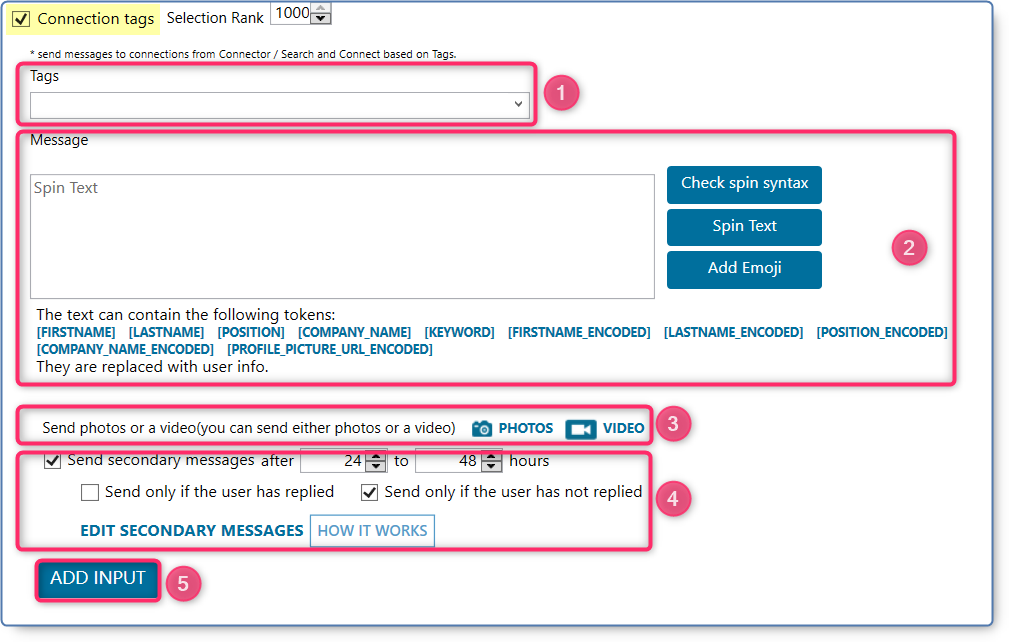 Connection tags Selection Rank 1000
* send messages to connections from Connector / Search and Connect based on Tags.
Tags
1
Message
Spin Text
Check spin syntax
Spin Text
Add Emoji
2
The text can contain the following tokens:
[FIRSTNAME] [LASTNAME] [POSITION] [COMPANY_NAME] [KEYWORD] [FIRSTNAME_ENCODED] [LASTNAME_ENCODED] [POSITION_ENCODED]
[COMPANY_NAME_ENCODED] [PROFILE_PICTURE_URL_ENCODED]
They are replaced with user info.
Send photos or a video(you can send either photos or a video) PHOTOS VIDEO 3
Send secondary messages after 24 to 48 hours
Send only if the user has replied Send only if the user has not replied 4
EDIT SECONDARY MESSAGES HOW IT WORKS
ADD INPUT 5